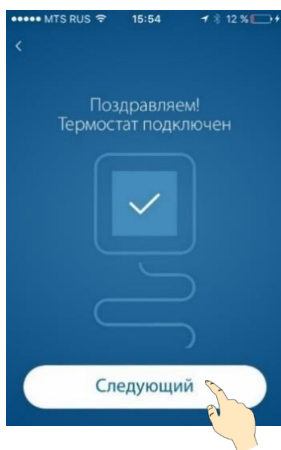 ●●●●● MTS RUS 15:54 12 %
Поздравляем!
Термостат подключен
Следующий